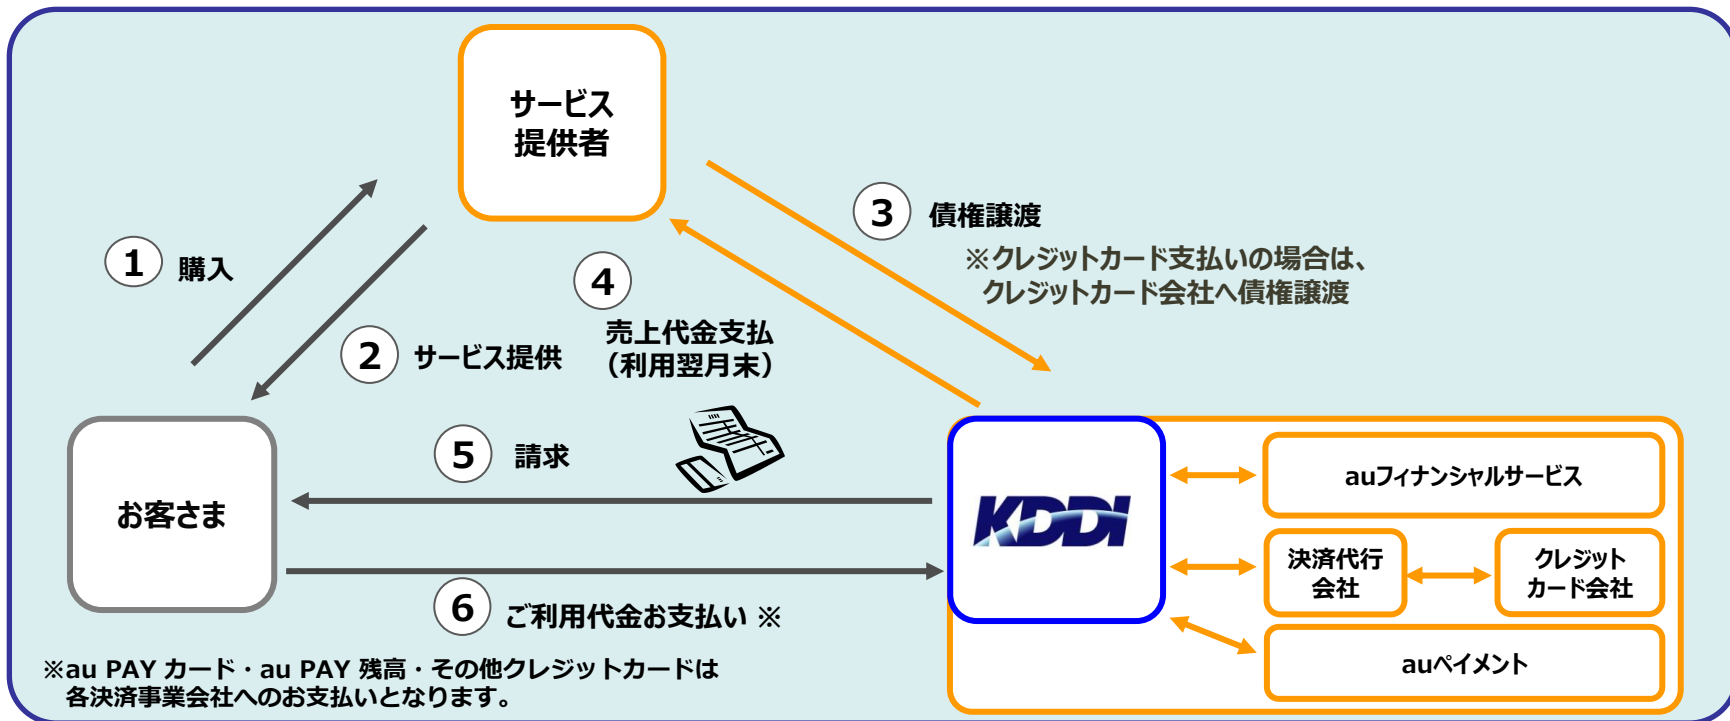 サービス
提供者
3 債権譲渡
※クレジットカード支払いの場合は、
クレジットカード会社へ債権譲渡
1 購入
4
売上代金支払
（利用翌月末）
2 サービス提供
5 請求
お客さま
KDDI
auフィナンシャルサービス
決済代行
会社
クレジット
カード会社
auペイメント
6 ご利用代金お支払い ※
※au PAY カード・au PAY 残高・その他クレジットカードは
各決済事業会社へのお支払いとなります。